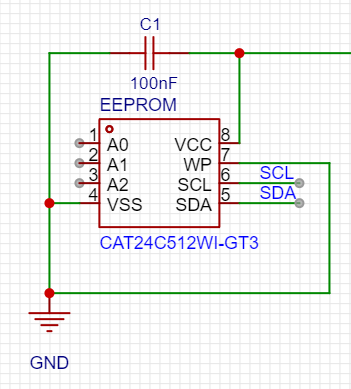 C1
100nF
EEPROM
1 A0 VCC 8
2 A1 WP 7
3 A2 SCL 6 SCL
4 VSS SDA 5 SDA
CAT24C512WI-GT3
GND